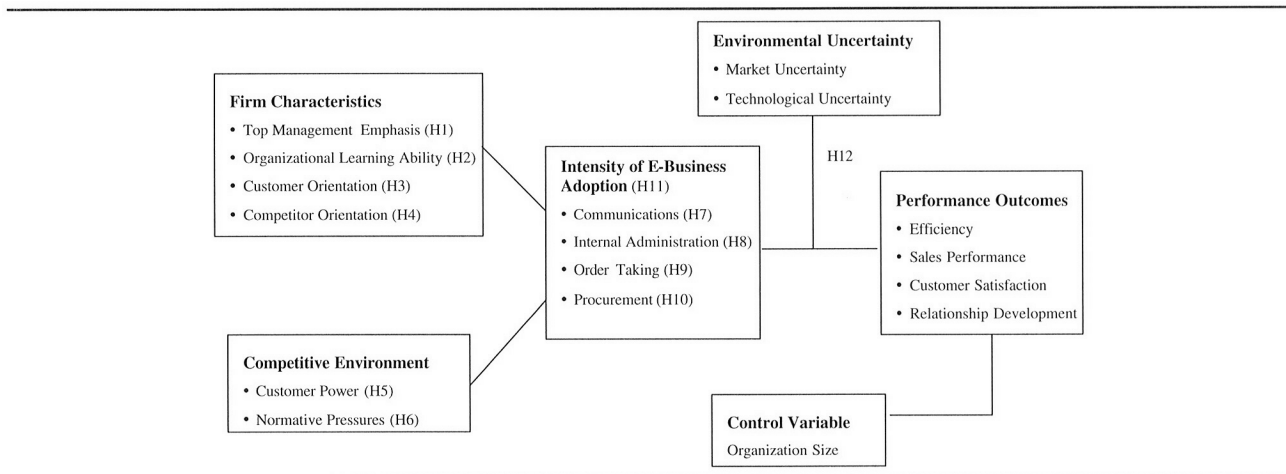 Firm Characteristics
• Top Management Emphasis (H1)
• Organizational Learning Ability (H2)
• Customer Orientation (H3)
• Competitor Orientation (H4)
Competitive Environment
• Customer Power (H5)
• Normative Pressures (H6)
Intensity of E-Business
Adoption (H11)
• Communications (H7)
• Internal Administration (H8)
• Order Taking (H9)
• Procurement (H10)
Environmental Uncertainty
• Market Uncertainty
• Technological Uncertainty
H12
Performance Outcomes
• Efficiency
• Sales Performance
• Customer Satisfaction
• Relationship Development
Control Variable
Organization Size